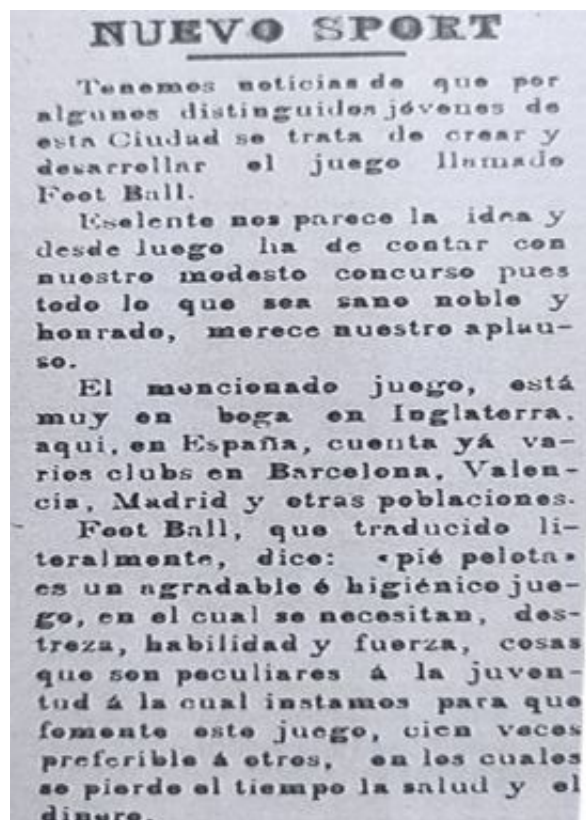 NUEVO SPORT
Tenemos noticias de que por
algunos distinguidos jóvenes de
esta Ciudad se trata de crear y
desarrollar el juego llamado
Foot Ball.
Eselente nos parece la idea y
desde luego ha de contar con
nuestro modesto concurso pues
todo lo que sea sano noble y
honrado, merece nuestro aplau-
so.
El mencionado juego, está
muy en boga en Inglaterra,
aqui, en España, cuenta yá va-
rios clubs en Barcelona, Valen-
cia, Madrid y otras poblaciones.
Foot Ball, que traducido li-
teralmente, dice: «pié pelota»
es un agradable é higiénico jue-
go, en el cual se necesitan, des-
treza, habilidad y fuerza, cosas
que son peculiares á la juven-
tud á la cual instamos para que
fomente este juego, cien veces
preferible á otros, en los cuales
se pierde el tiempo la salud y el
dinero.